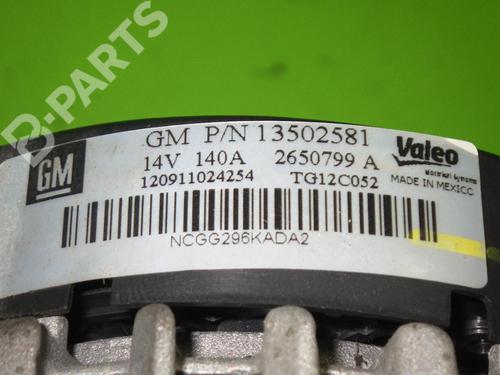 B-PARTS
GM P/N 13502581
GM
14V 140A 2650799 A
Valeo
120911024254 TG12C052
MADE IN MEXICO
NCGG296KADA2